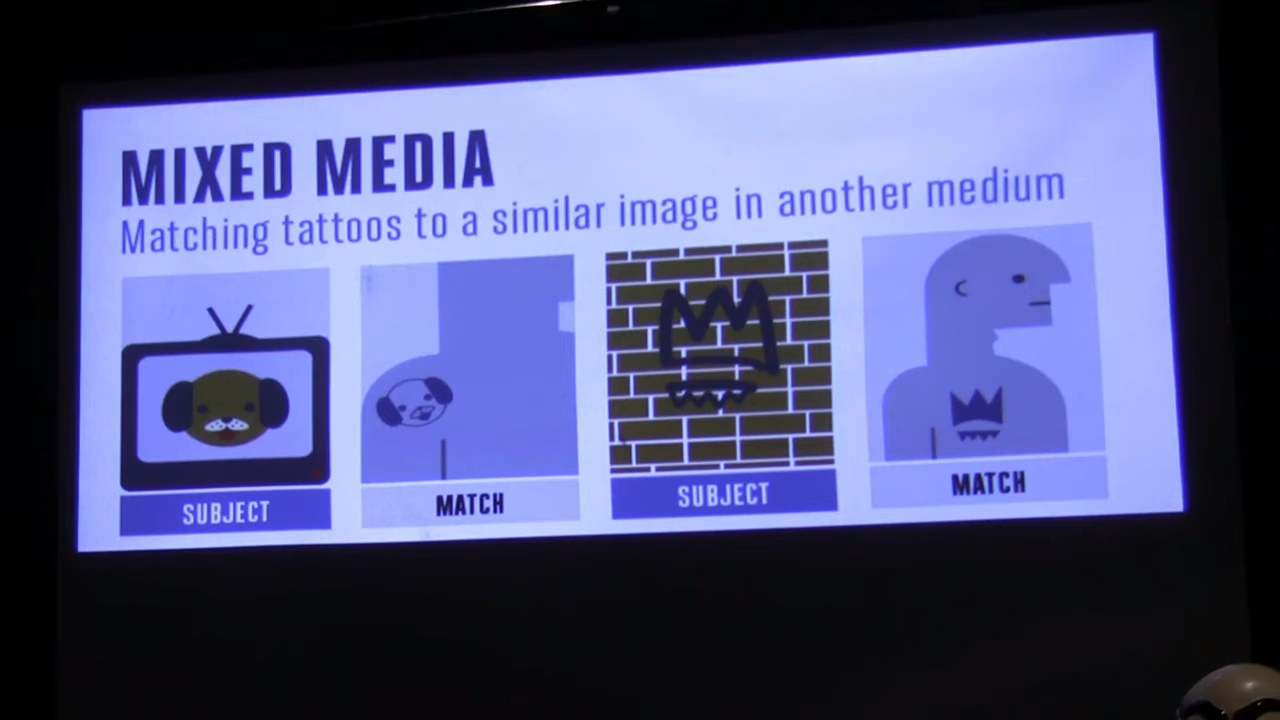 MIXED MEDIA
Matching tattoos to a similar image in another medium
SUBJECT
MATCH
SUBJECT
MATCH